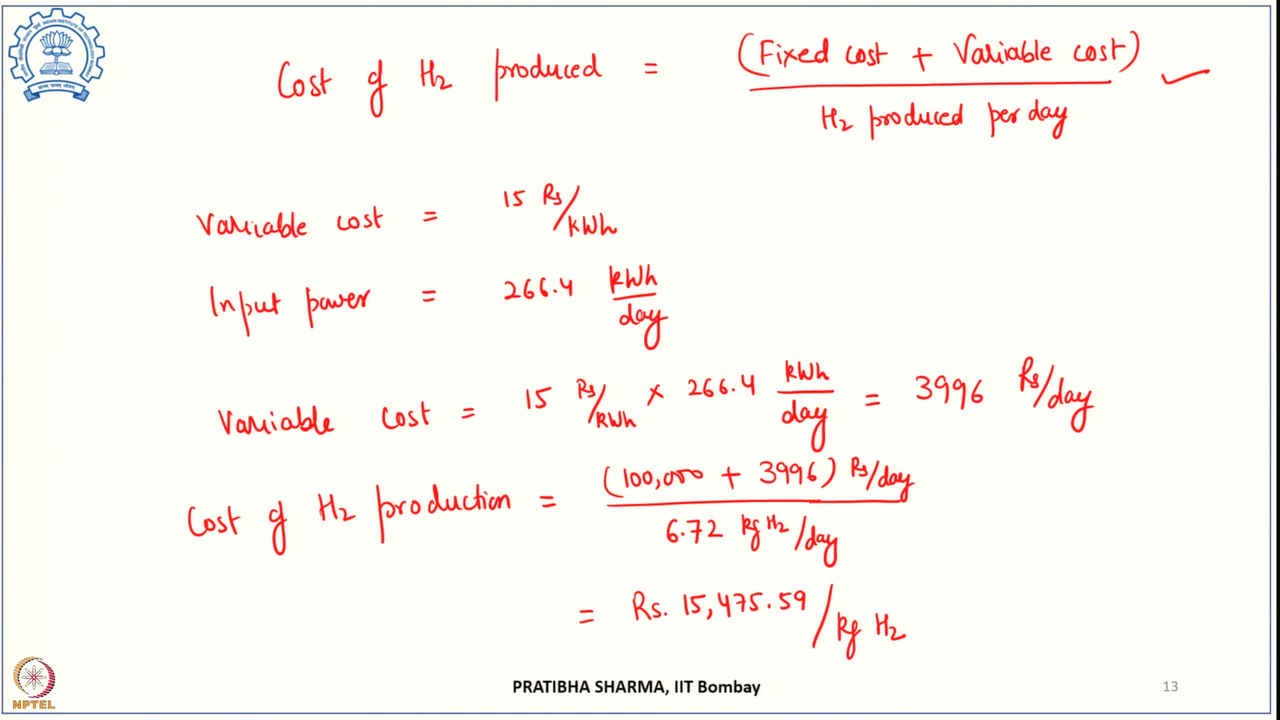 Cost of H2 produced = (Fixed cost + Variable cost) / H2 produced per day
Variable cost = 15 Rs/kWh
Input power = 266.4 kWh/day
Variable cost = 15 Rs/kWh × 266.4 kWh/day = 3996 Rs/day
Cost of H2 production = (100,000 + 3996) Rs/day / 6.72 kg H2/day
= Rs. 15,475.59/kg H2
NPTEL
PRATIBHA SHARMA, IIT Bombay
13